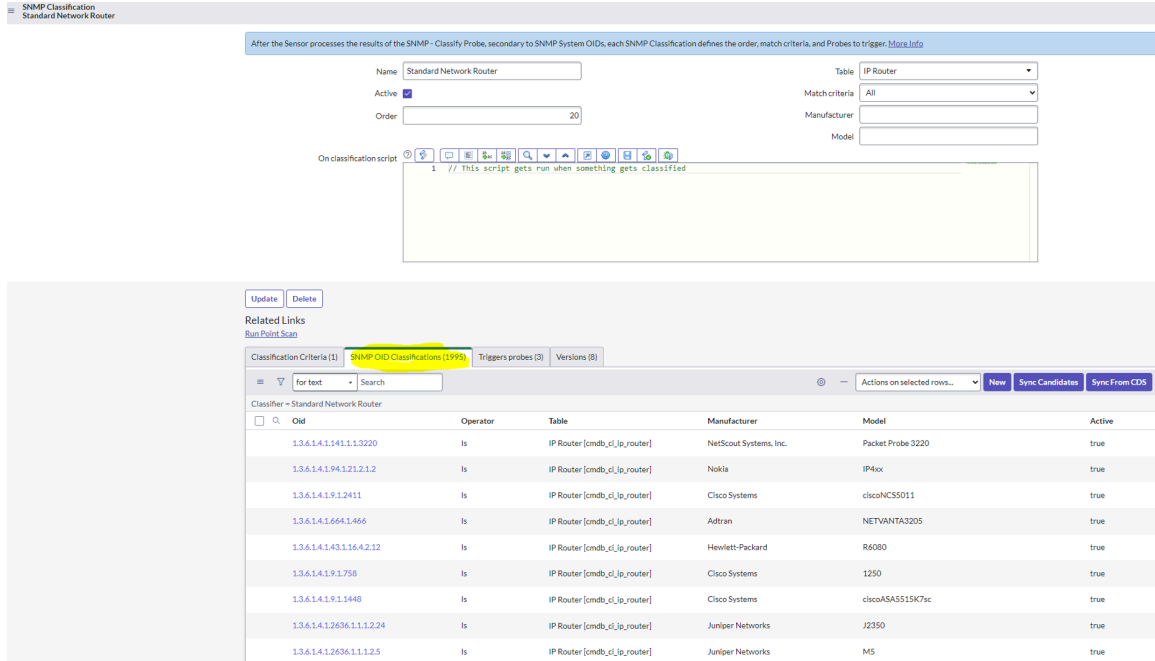 SNMP Classification
Standard Network Router
After the Sensor processes the results of the SNMP - Classify Probe, secondary to SNMP System OIDs, each SNMP Classification defines the order, match criteria, and Probes to trigger. More Info
Name Standard Network Router Table IP Router
Active Match criteria All
Order 20 Manufacturer
Model
On classification script
1 // This script gets run when something gets classified
Update Delete
Related Links
Run Point Scan
Classification Criteria (1) SNMP OID Classifications (1995) Triggers probes (3) Versions (8)
for text Search Actions on selected rows... New Sync Candidates Sync From CDS
Classifier = Standard Network Router
Oid Operator Table Manufacturer Model Active
1.3.6.1.4.1.141.1.1.3220 Is IP Router [cmdb_ci_ip_router] NetScout Systems, Inc. Packet Probe 3220 true
1.3.6.1.4.1.94.1.21.2.1.2 Is IP Router [cmdb_ci_ip_router] Nokia IP4xx true
1.3.6.1.4.1.9.1.2411 Is IP Router [cmdb_ci_ip_router] Cisco Systems ciscoNCS5011 true
1.3.6.1.4.1.664.1.466 Is IP Router [cmdb_ci_ip_router] Adtran NETVANTA3205 true
1.3.6.1.4.1.43.1.16.4.2.12 Is IP Router [cmdb_ci_ip_router] Hewlett-Packard R6080 true
1.3.6.1.4.1.9.1.758 Is IP Router [cmdb_ci_ip_router] Cisco Systems 1250 true
1.3.6.1.4.1.9.1.1448 Is IP Router [cmdb_ci_ip_router] Cisco Systems ciscoASA5515K7sc true
1.3.6.1.4.1.2636.1.1.1.2.24 Is IP Router [cmdb_ci_ip_router] Juniper Networks J2350 true
1.3.6.1.4.1.2636.1.1.1.2.5 Is IP Router [cmdb_ci_ip_router] Juniper Networks M5 true